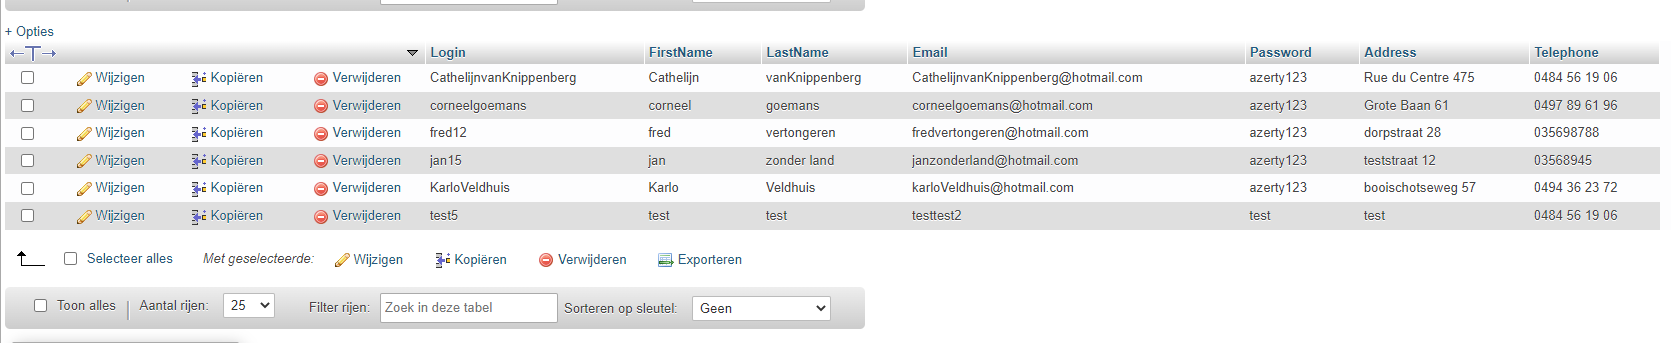 + Opties
Login FirstName LastName Email Password Address Telephone
Wijzigen Kopiëren Verwijderen CathelijnvanKnippenberg Cathelijn vanKnippenberg CathelijnvanKnippenberg@hotmail.com azerty123 Rue du Centre 475 0484 56 19 06
Wijzigen Kopiëren Verwijderen corneelgoemans corneel goemans corneelgoemans@hotmail.com azerty123 Grote Baan 61 0497 89 61 96
Wijzigen Kopiëren Verwijderen fred12 fred vertongeren fredvertongeren@hotmail.com azerty123 dorpstraat 28 035698788
Wijzigen Kopiëren Verwijderen jan15 jan zonder land janzonderland@hotmail.com azerty123 teststraat 12 03568945
Wijzigen Kopiëren Verwijderen KarloVeldhuis Karlo Veldhuis karloVeldhuis@hotmail.com azerty123 booischotseweg 57 0494 36 23 72
Wijzigen Kopiëren Verwijderen test5 test test testtest2 test test 0484 56 19 06
Selecteer alles Met geselecteerde: Wijzigen Kopiëren Verwijderen Exporteren
Toon alles Aantal rijen: 25 Filter rijen: Zoek in deze tabel Sorteren op sleutel: Geen